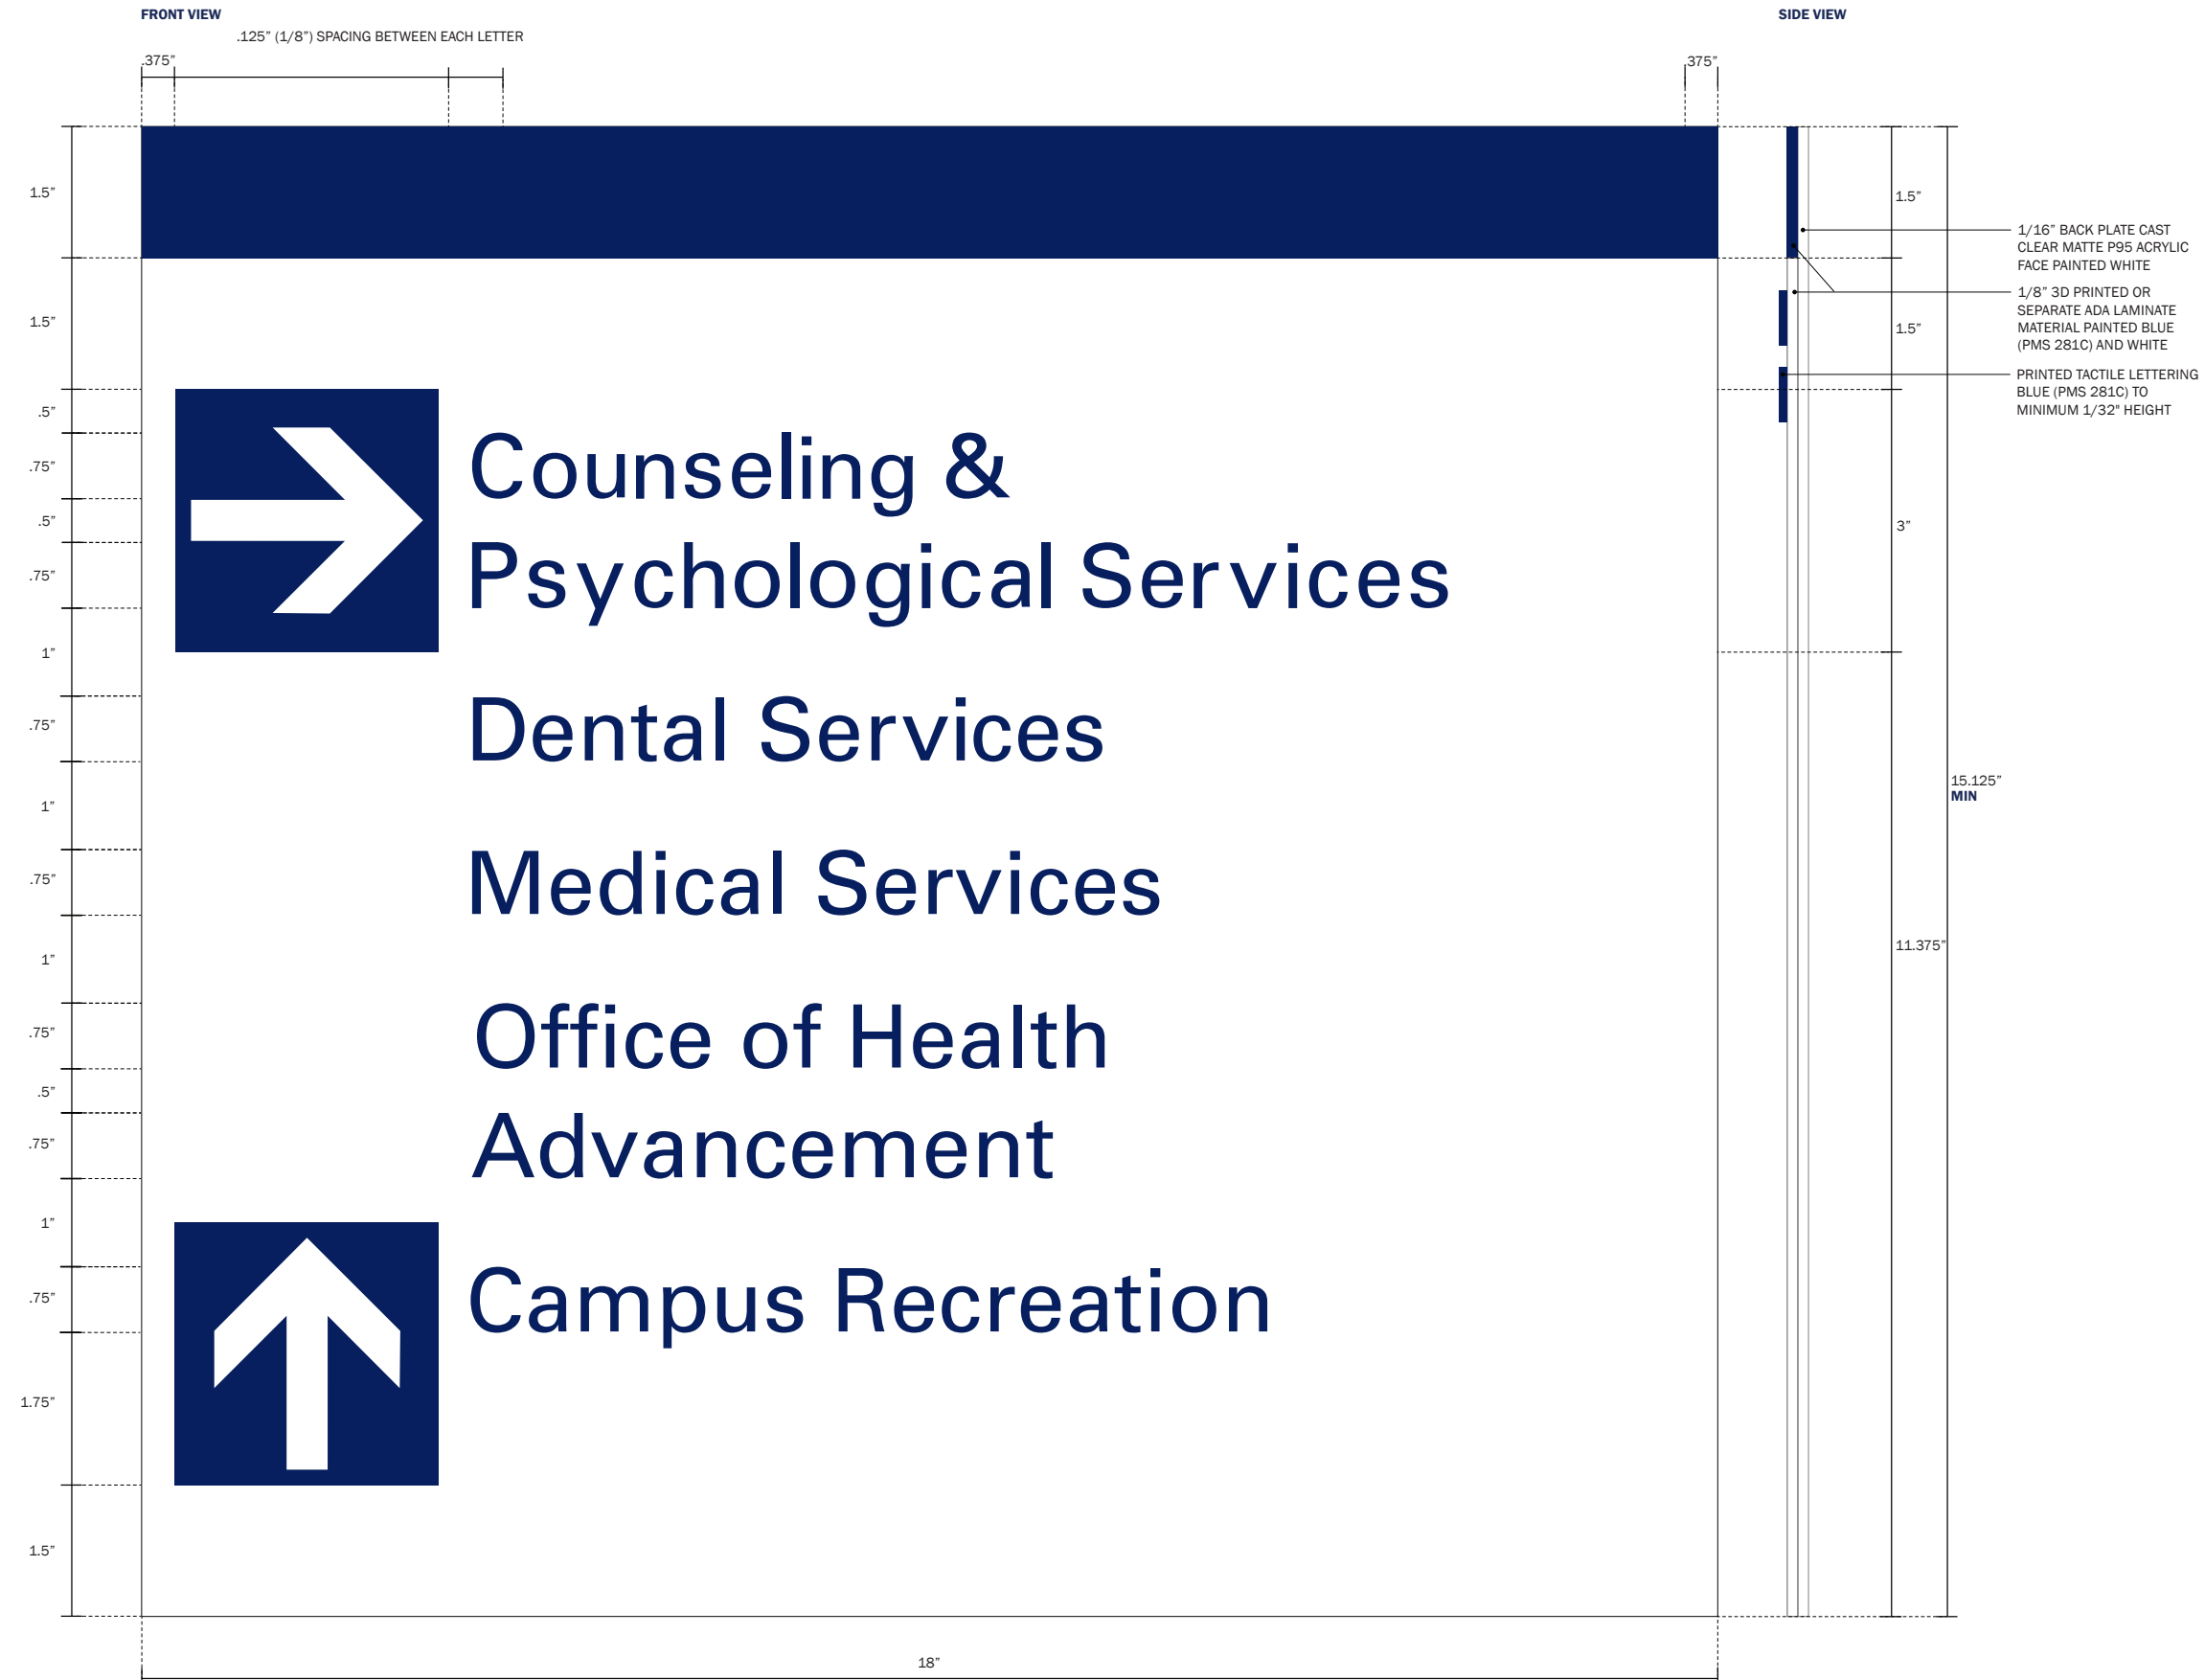 FRONT VIEW
SIDE VIEW
.125” (1/8”) SPACING BETWEEN EACH LETTER
.375”
.375”
1.5”
1.5”
.5”
.75”
.5”
.75”
1”
.75”
1”
.75”
1”
.75”
.5”
.75”
1”
.75”
1.75”
1.5”
Counseling &
Psychological Services
Dental Services
Medical Services
Office of Health
Advancement
Campus Recreation
18”
1.5”
1.5”
3”
11.375”
15.125”
MIN
1/16” BACK PLATE CAST
CLEAR MATTE P95 ACRYLIC
FACE PAINTED WHITE
1/8” 3D PRINTED OR
SEPARATE ADA LAMINATE
MATERIAL PAINTED BLUE
(PMS 281C) AND WHITE
PRINTED TACTILE LETTERING
BLUE (PMS 281C) TO
MINIMUM 1/32" HEIGHT